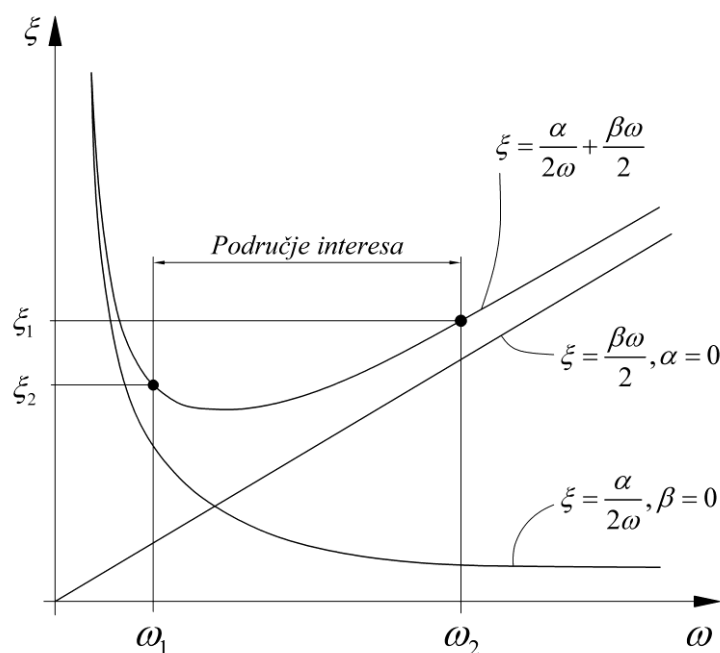 ξ
ξ = α/2ω + βω/2
Područje interesa
ξ₁
ξ = βω/2, α = 0
ξ₂
ξ = α/2ω, β = 0
ω₁
ω₂
ω